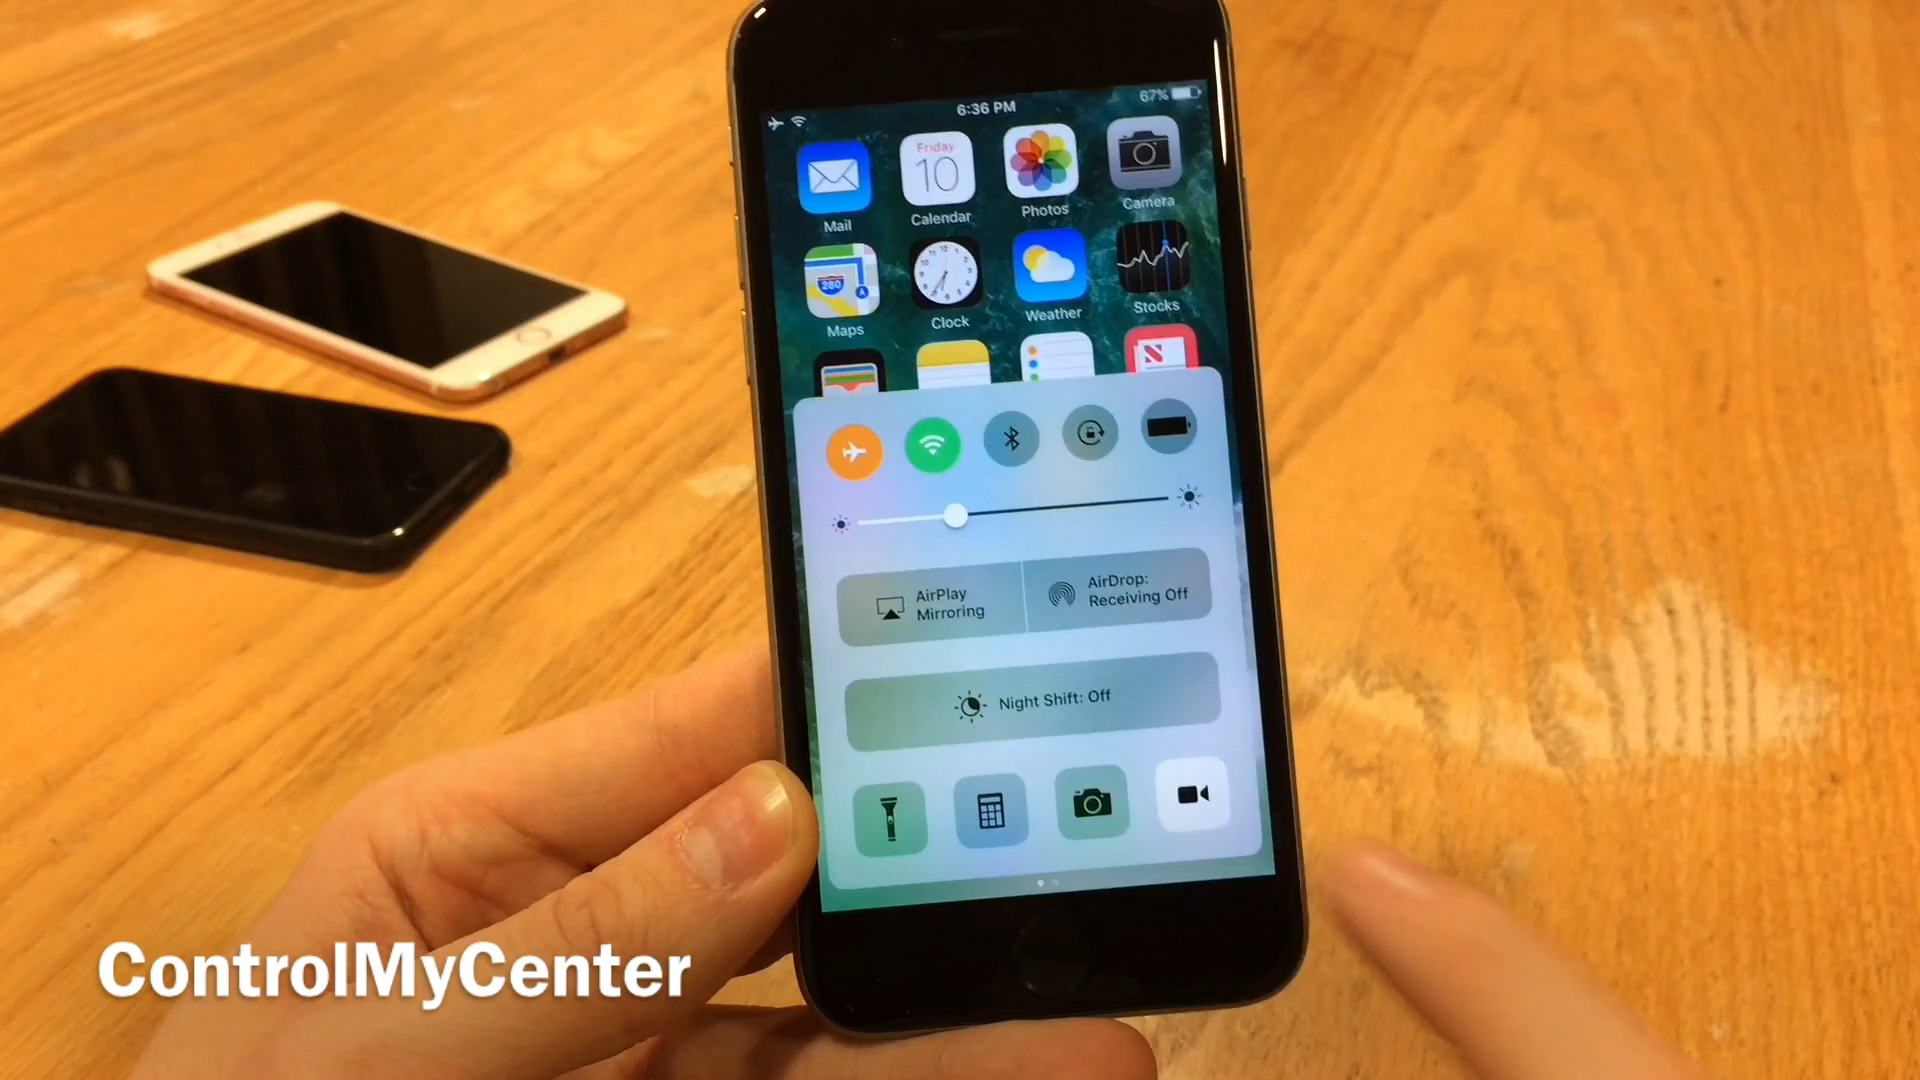 6:36 PM
67%
Friday
10
Mail
Calendar
Photos
Camera
280
Maps
Clock
Weather
Stocks
AirPlay
Mirroring
AirDrop:
Receiving Off
Night Shift: Off
ControlMyCenter